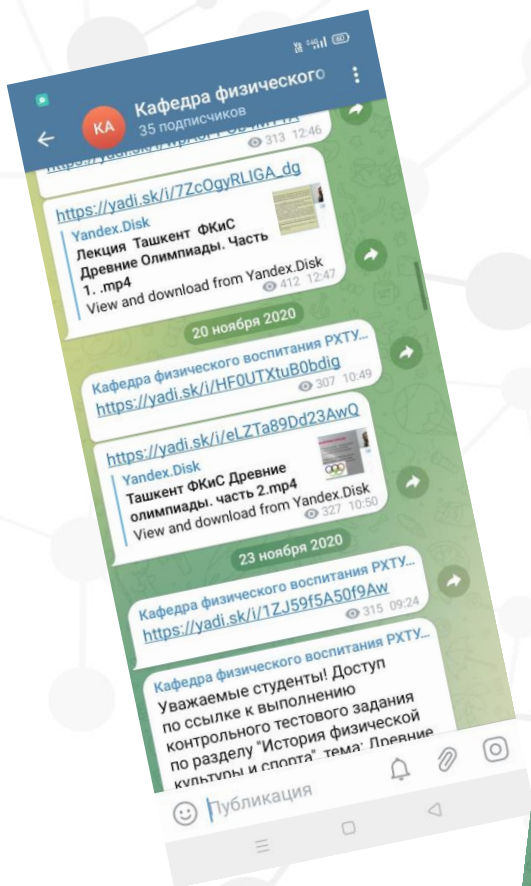 Кафедра физического
КА
35 подписчиков
313 12:46
https://yadi.sk/i/7ZcOgyRLIGA_dg
Yandex.Disk
Лекция Ташкент ФКиС
Древние Олимпиады. Часть
1. .mp4
View and download from Yandex.Disk
412 12:47
20 ноября 2020
Кафедра физического воспитания РХТУ...
https://yadi.sk/i/HF0UTXtuB0bdig
307 10:49
https://yadi.sk/i/eLZTa89Dd23AwQ
Yandex.Disk
Ташкент ФКиС Древние
олимпиады. часть 2.mp4
View and download from Yandex.Disk
327 10:50
23 ноября 2020
Кафедра физического воспитания РХТУ...
https://yadi.sk/i/1ZJ59f5A50f9Aw
315 09:24
Кафедра физического воспитания РХТУ...
Уважаемые студенты! Доступ
по ссылке к выполнению
контрольного тестового задания
по разделу "История физической
культуры и спорта", тема: Древние
Публикация